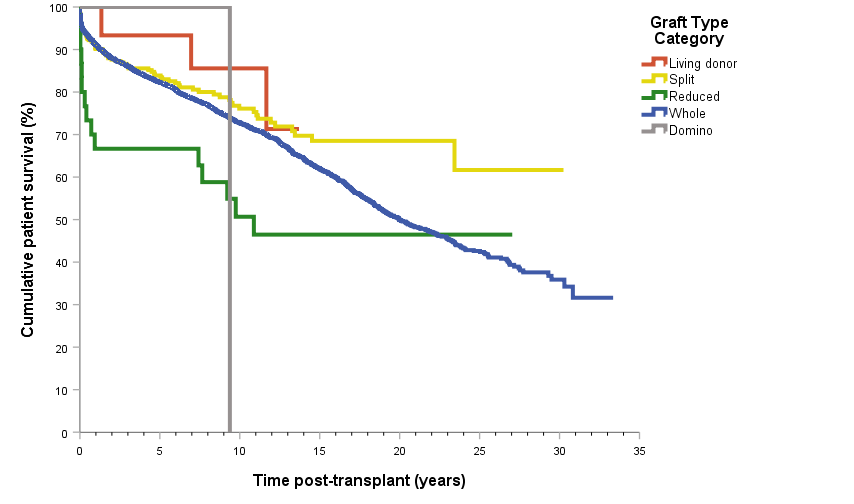 Graft Type
Category
Living donor
Split
Reduced
Whole
Domino
Cumulative patient survival (%)
100
90
80
70
60
50
40
30
20
10
0
0 5 10 15 20 25 30 35
Time post-transplant (years)